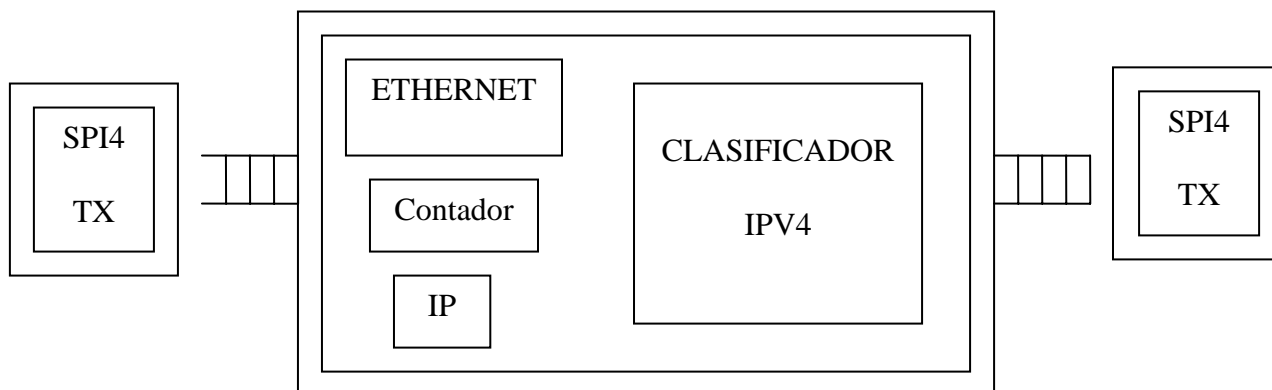 SPI4
TX
ETHERNET
Contador
IP
CLASIFICADOR
IPV4
SPI4
TX